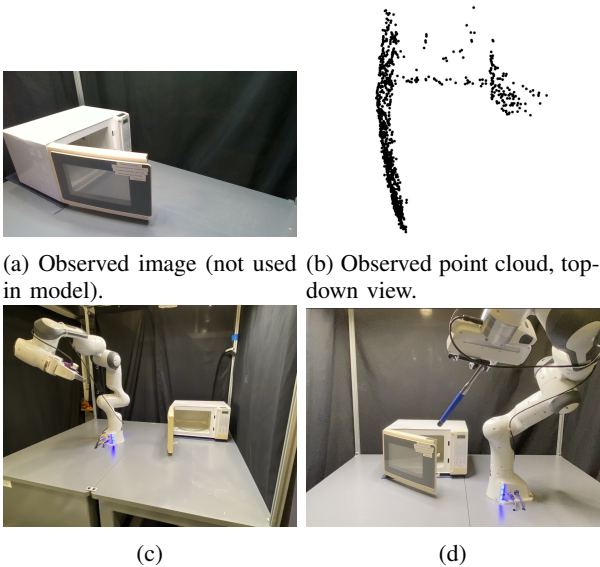 (a) Observed image (not used
in model).
(b) Observed point cloud, top-
down view.
(c)
(d)